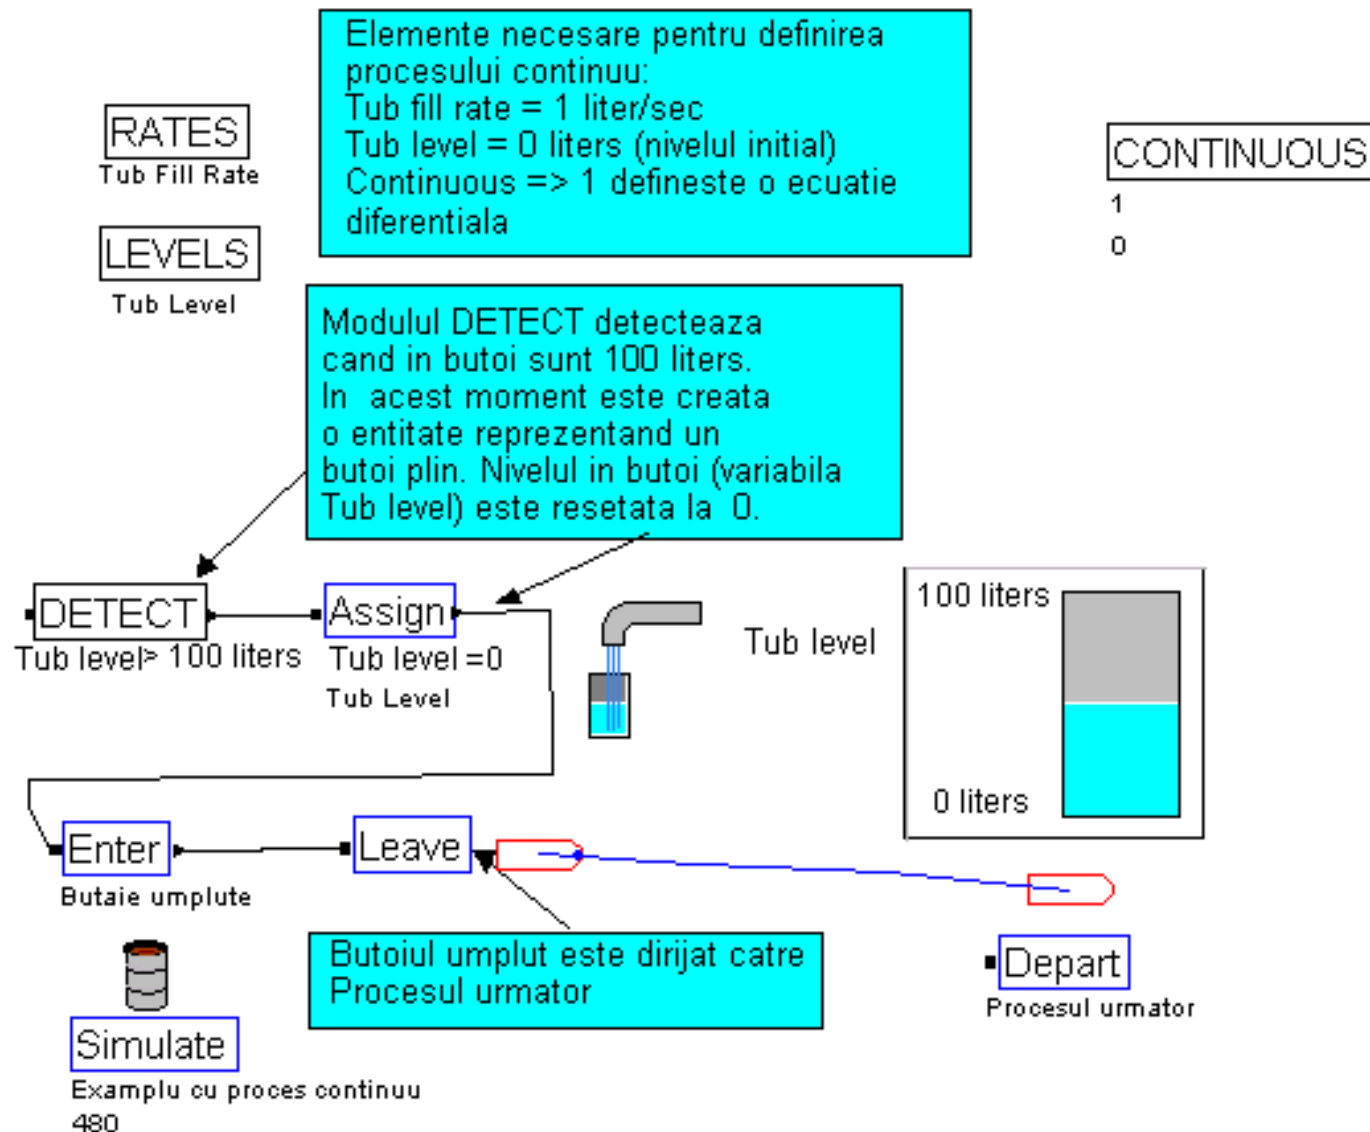 Elemente necesare pentru definirea
procesului continuu:
Tub fill rate = 1 liter/sec
Tub level = 0 liters (nivelul initial)
Continuous => 1 defineste o ecuatie
diferentiala
RATES
Tub Fill Rate
LEVELS
Tub Level
CONTINUOUS
1
0
Modulul DETECT detecteaza
cand in butoi sunt 100 liters.
In acest moment este creata
o entitate reprezentand un
butoi plin. Nivelul in butoi (variabila
Tub level) este resetata la 0.
DETECT
Tub level> 100 liters
Assign
Tub level =0
Tub Level
Tub level
100 liters
0 liters
Enter
Butaie umplute
Leave
Butoiul umplut este dirijat catre
Procesul urmator
Depart
Procesul urmator
Simulate
Examplu cu proces continuu
480